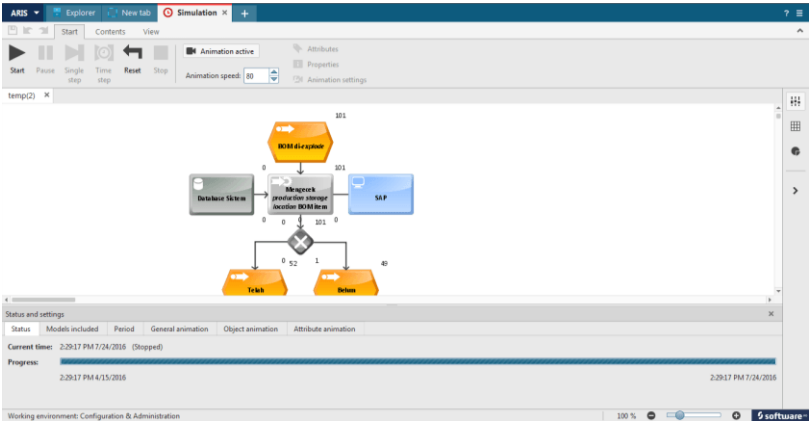 ARIS Explorer New tab Simulation × + ?
Start Contents View
Start Pause Single step Time step Reset Stop
Animation active
Animation speed: 80
Attributes
Properties
Animation settings
temp(2) ×
101
BOM di-explode
0 101
Database Sistem
Mengecek
production storage
location BOM item
SAP
0 0 0 101 0
0 52 1 49
Telah Belum
Status and settings ×
Status Models included Period General animation Object animation Attribute animation
Current time: 2:29:17 PM 7/24/2016 (Stopped)
Progress:
2:29:17 PM 4/15/2016 2:29:17 PM 7/24/2016
Working environment: Configuration & Administration 100 % software AG